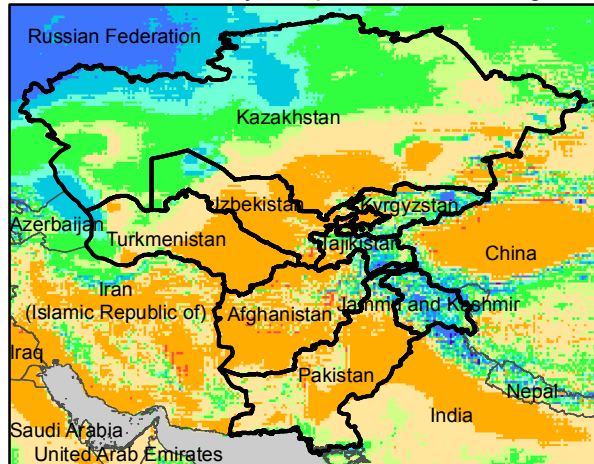 Russian Federation
Kazakhstan
Uzbekistan
Kyrgyzstan
Azerbaijan
Turkmenistan
Tajikistan
China
Iran
(Islamic Republic of)
Afghanistan
Jammu and Kashmir
Iraq
Pakistan
Nepal
India
Saudi Arabia
United Arab Emirates